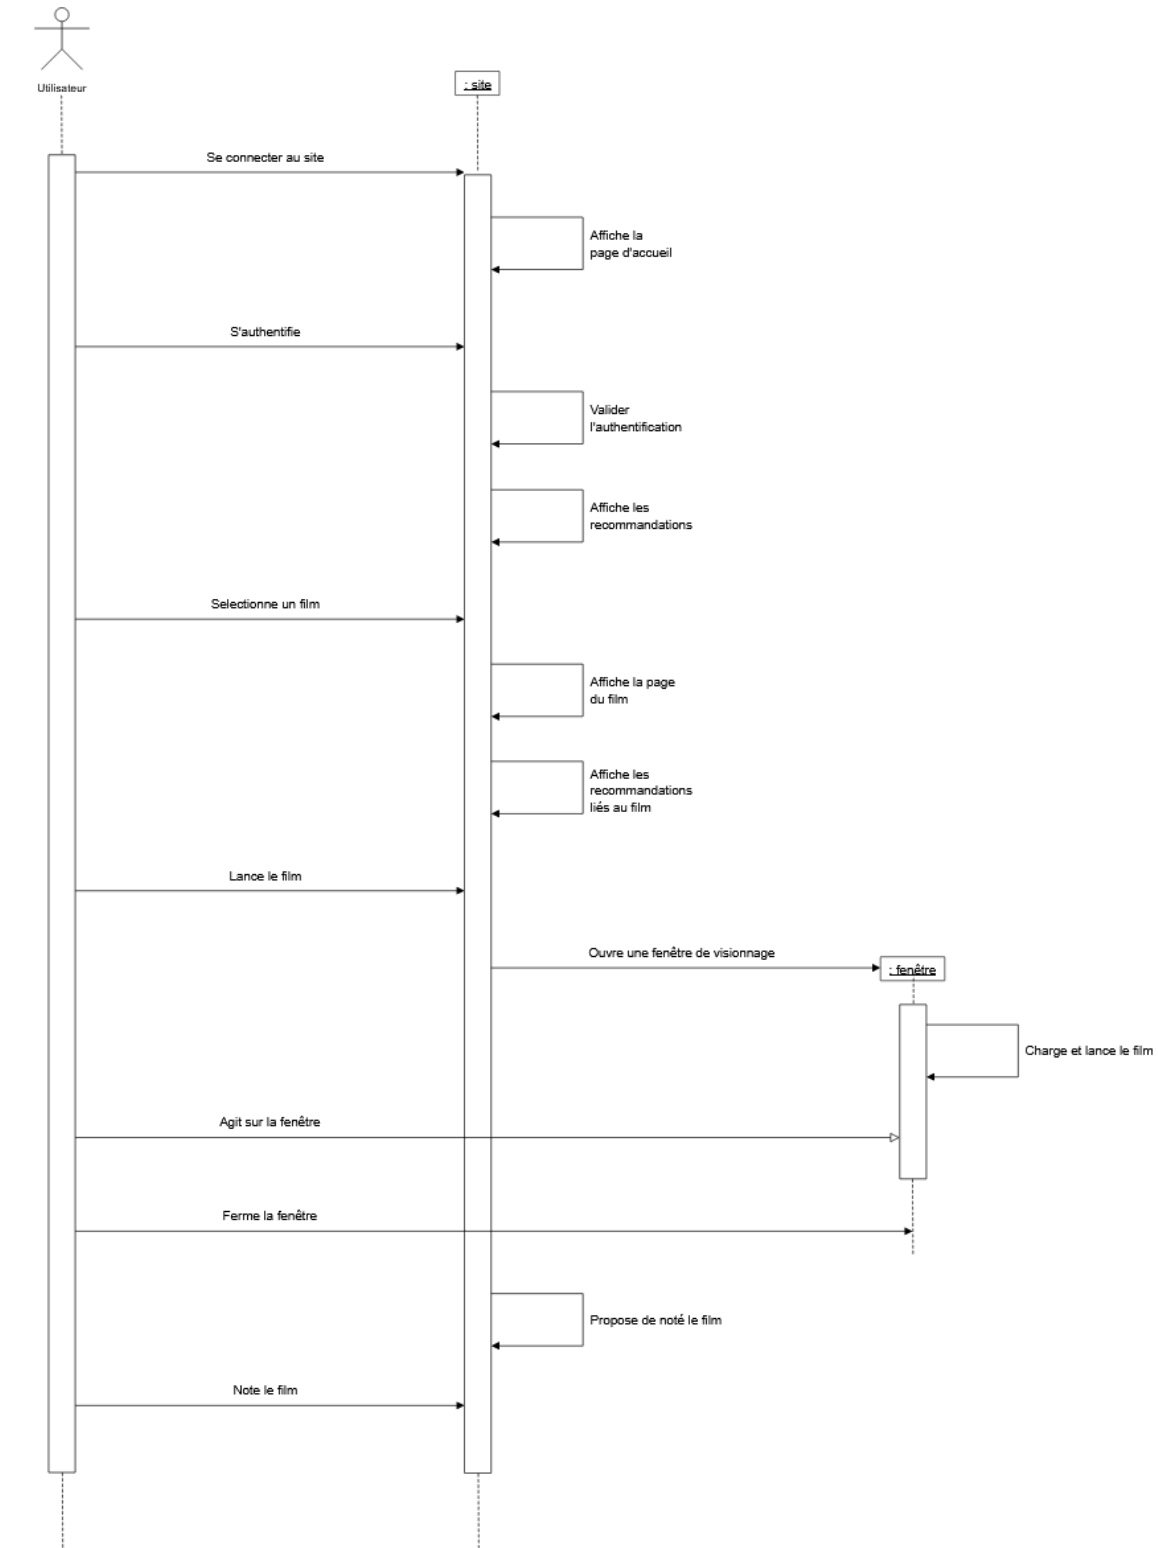 Utilisateur
: site
Se connecter au site
Affiche la
page d'accueil
S'authentifie
Valider
l'authentification
Affiche les
recommandations
Selectionne un film
Affiche la page
du film
Affiche les
recommandations
liés au film
Lance le film
Ouvre une fenêtre de visionnage
: fenêtre
Charge et lance le film
Agit sur la fenêtre
Ferme la fenêtre
Propose de noté le film
Note le film